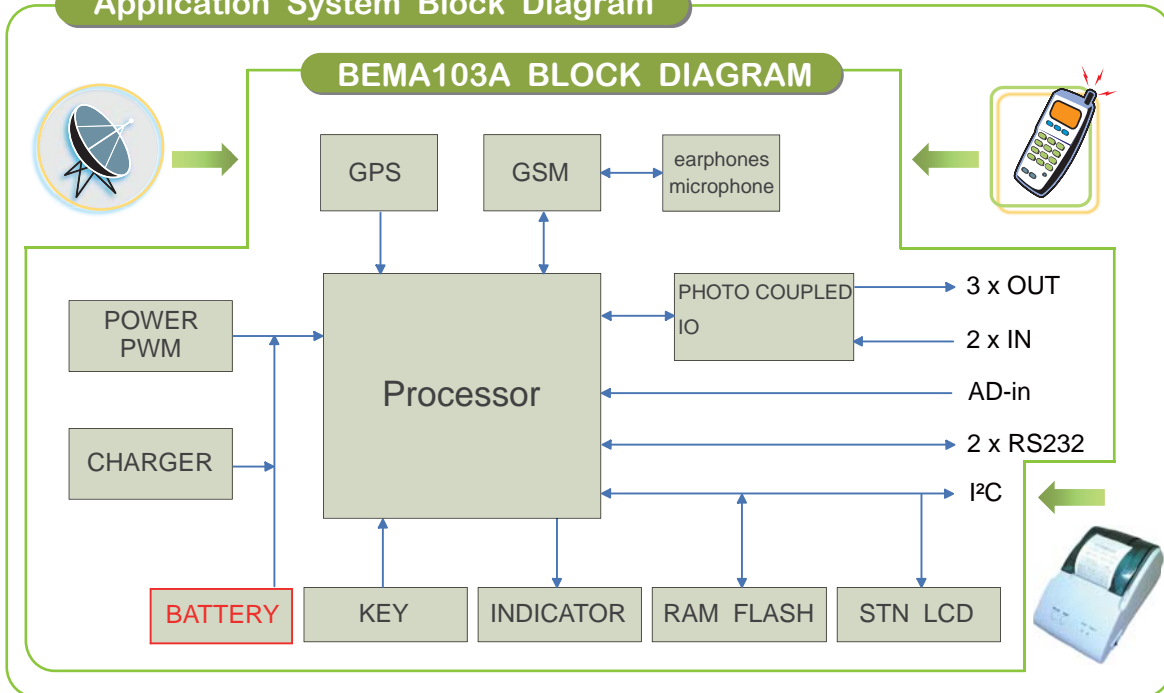 Application System Block Diagram
BEMA103A BLOCK DIAGRAM
GPS
GSM
earphones
microphone
POWER
PWM
PHOTO COUPLED
IO
3 x OUT
2 x IN
Processor
AD-in
CHARGER
2 x RS232
I²C
BATTERY
KEY
INDICATOR
RAM FLASH
STN LCD